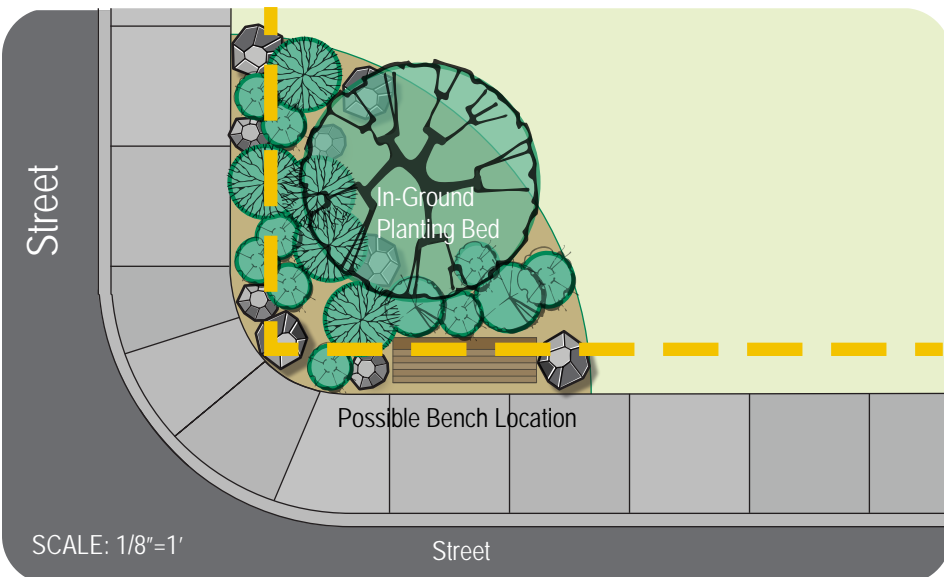 Street
In-Ground
Planting Bed
Possible Bench Location
SCALE: 1/8"=1'
Street